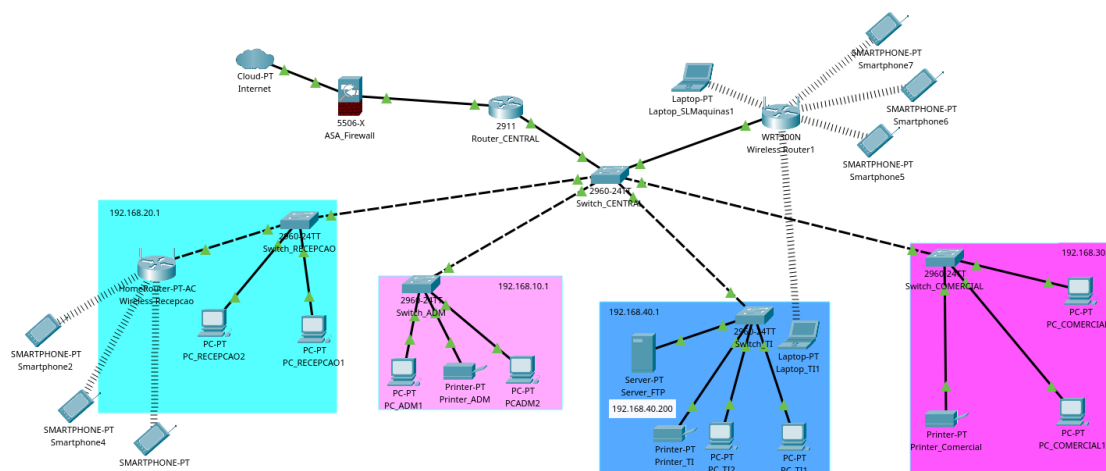 Cloud-PT
Internet
5506-X
ASA_Firewall
2911
Router_CENTRAL
Laptop-PT
Laptop_SLMaquinas1
SMARTPHONE-PT
Smartphone7
SMARTPHONE-PT
Smartphone6
WRT300N
Wireless Router1
SMARTPHONE-PT
Smartphone5
2960-24TT
Switch_CENTRAL
192.168.20.1
2960-24TT
Switch_RECEPCAO
HomeRouter-PT-AC
Wireless Recepcao
PC-PT
PC_RECEPCAO2
PC-PT
PC_RECEPCAO1
SMARTPHONE-PT
Smartphone2
SMARTPHONE-PT
Smartphone4
SMARTPHONE-PT
192.168.10.1
2960-24TT
Switch_ADM
PC-PT
PC_ADM1
Printer-PT
Printer_ADM
PC-PT
PCADM2
192.168.40.1
2960-24TT
Switch_TI
Server-PT
Server_FTP
192.168.40.200
Laptop-PT
Laptop_TI1
Printer-PT
Printer_TI
PC-PT
PC_TI2
PC-PT
PC_TI1
192.168.30
2960-24TT
Switch_COMERCIAL
PC-PT
PC_COMERCIAL
Printer-PT
Printer_Comercial
PC-PT
PC_COMERCIAL1